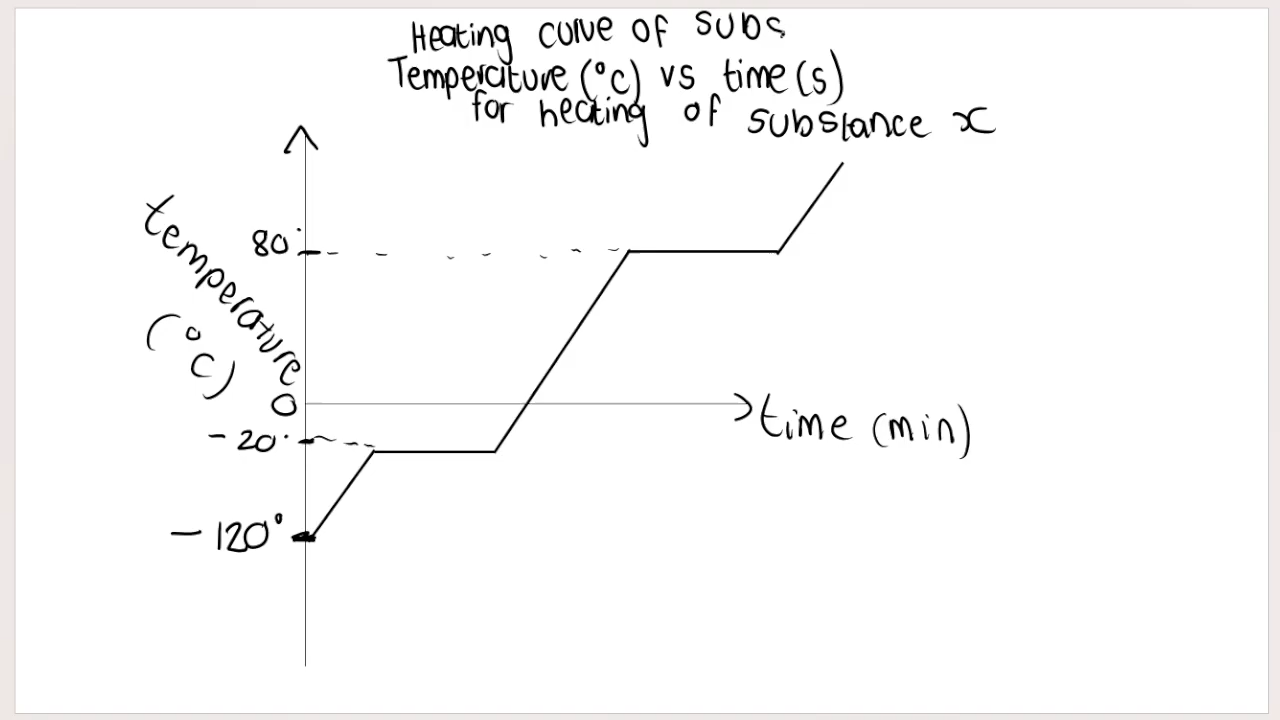 Heating curve of subs
Temperature (°c) vs time (s)
for heating of substance x
80°
temperature
(°c)
0
-20°
time (min)
-120°